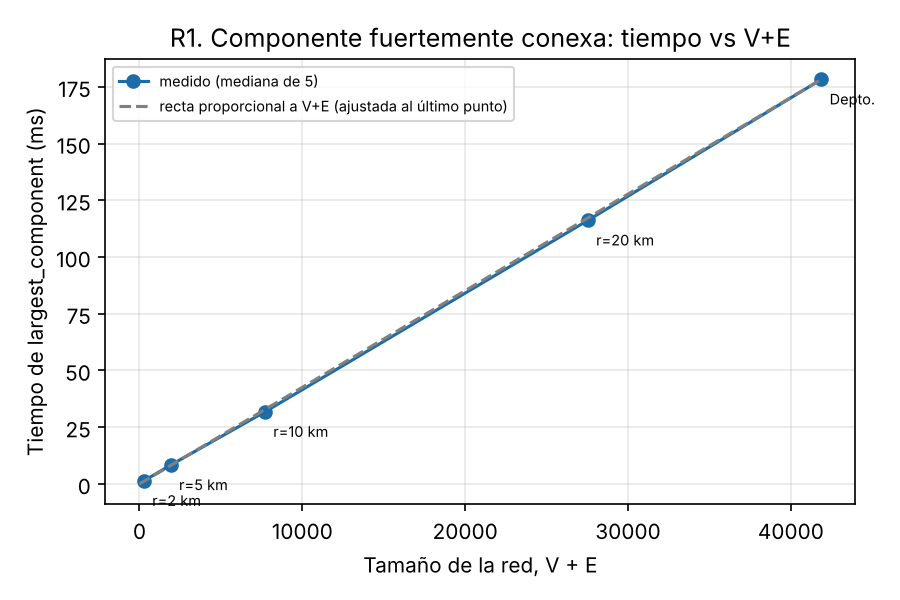 R1. Componente fuertemente conexa: tiempo vs V+E
medido (mediana de 5)
recta proporcional a V+E (ajustada al último punto)
Tiempo de largest_component (ms)
175
150
125
100
75
50
25
0
Depto.
r=20 km
r=10 km
r=5 km
r=2 km
0
10000
20000
30000
40000
Tamaño de la red, V + E